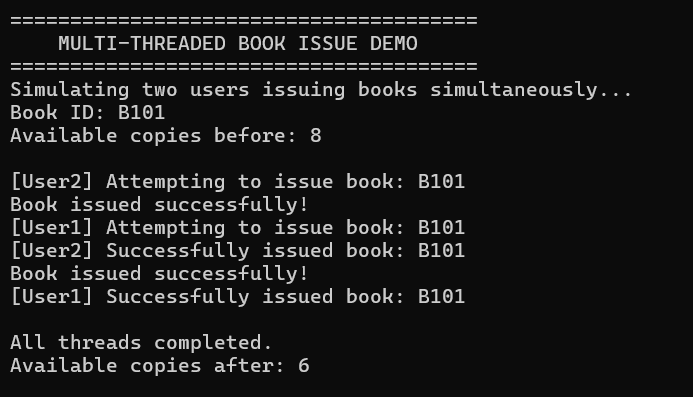 =======================================
MULTI-THREADED BOOK ISSUE DEMO
=======================================
Simulating two users issuing books simultaneously...
Book ID: B101
Available copies before: 8
[User2] Attempting to issue book: B101
Book issued successfully!
[User1] Attempting to issue book: B101
[User2] Successfully issued book: B101
Book issued successfully!
[User1] Successfully issued book: B101
All threads completed.
Available copies after: 6